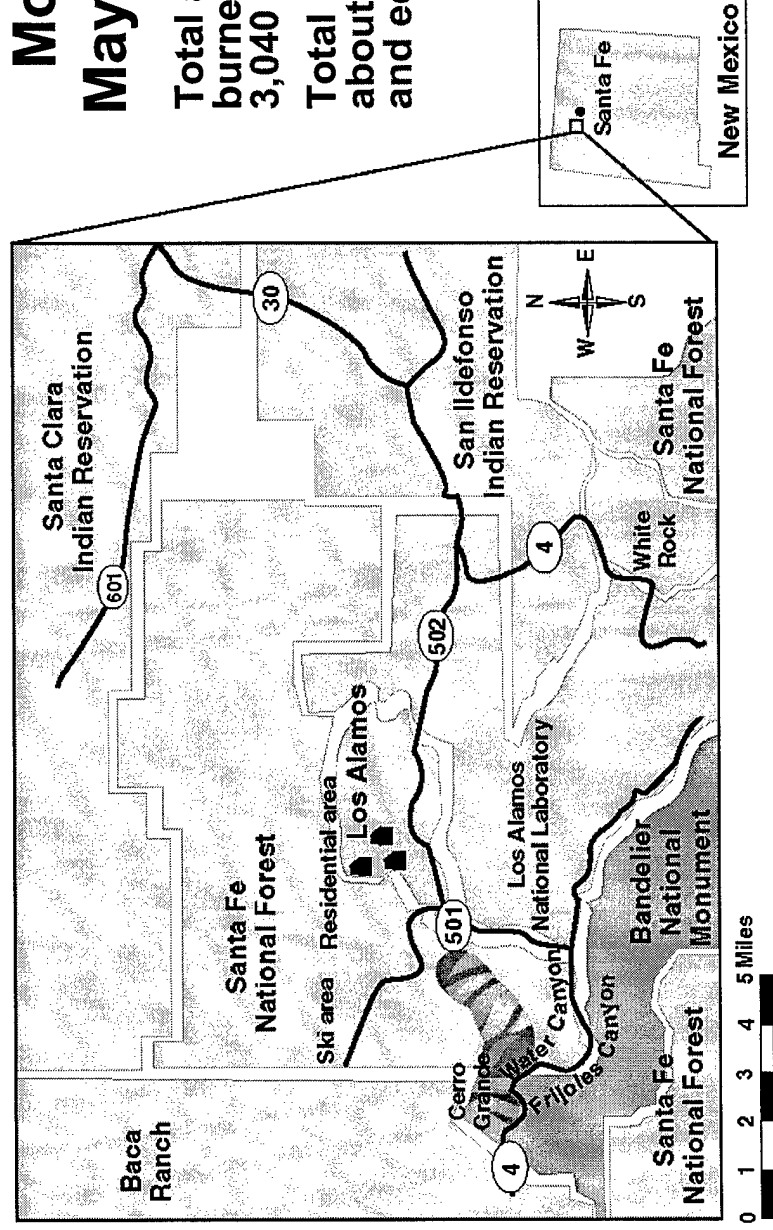 Mo
May
Total a
burne
3,040
Total
about
and e
Santa Fe
New Mexico
Santa Clara
Indian Reservation
601
30
San Ildefonso
Indian Reservation
N
W
E
S
Santa Fe
National Forest
Baca
Ranch
Ski area
Residential area
Los Alamos
502
501
4
White
Rock
Santa Fe
National Forest
Los Alamos
National Laboratory
Cerro
Grande
Water Canyon
Frijoles Canyon
4
Bandelier
National
Monument
Santa Fe
National Forest
0 1 2 3 4 5 Miles